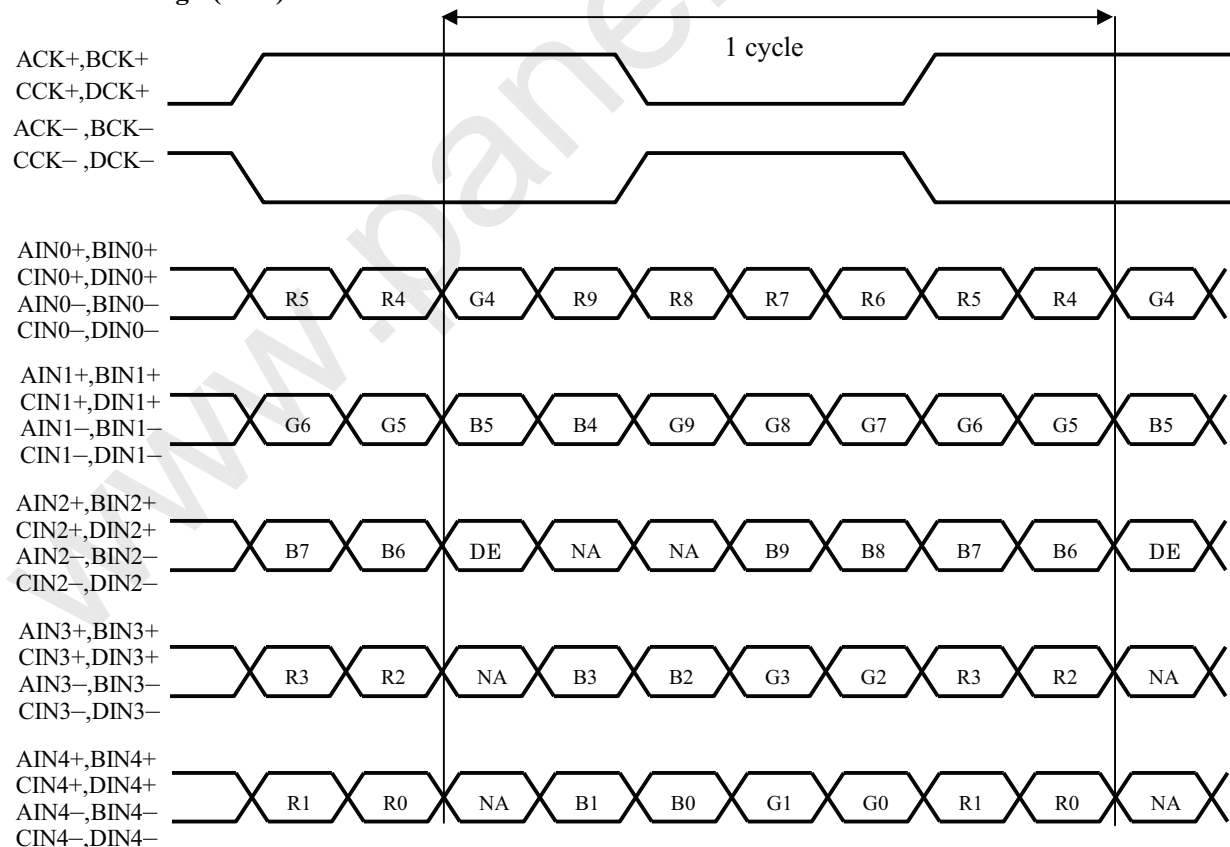 1 cycle
ACK+,BCK+
CCK+,DCK+
ACK− ,BCK−
CCK− ,DCK−
AIN0+,BIN0+
CIN0+,DIN0+
AIN0−,BIN0−
CIN0−,DIN0−
R5 R4 G4 R9 R8 R7 R6 R5 R4 G4
AIN1+,BIN1+
CIN1+,DIN1+
AIN1−,BIN1−
CIN1−,DIN1−
G6 G5 B5 B4 G9 G8 G7 G6 G5 B5
AIN2+,BIN2+
CIN2+,DIN2+
AIN2−,BIN2−
CIN2−,DIN2−
B7 B6 DE NA NA B9 B8 B7 B6 DE
AIN3+,BIN3+
CIN3+,DIN3+
AIN3−,BIN3−
CIN3−,DIN3−
R3 R2 NA B3 B2 G3 G2 R3 R2 NA
AIN4+,BIN4+
CIN4+,DIN4+
AIN4−,BIN4−
CIN4−,DIN4−
R1 R0 NA B1 B0 G1 G0 R1 R0 NA
www.pane